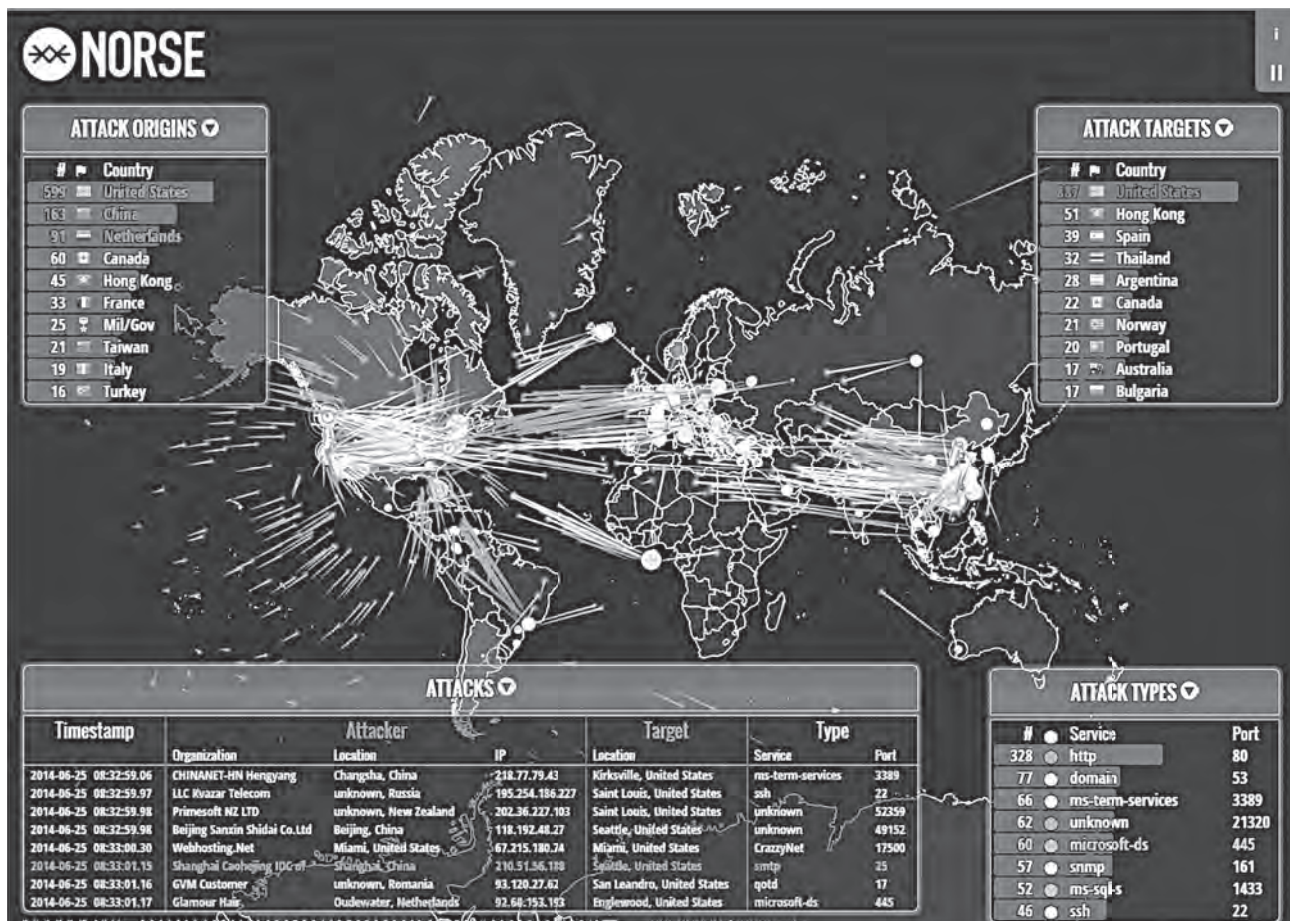 NORSE
i
II
ATTACK ORIGINS
# Country
599 United States
163 China
91 Netherlands
60 Canada
45 Hong Kong
33 France
25 Mil/Gov
21 Taiwan
19 Italy
16 Turkey
ATTACK TARGETS
# Country
887 United States
51 Hong Kong
39 Spain
32 Thailand
28 Argentina
22 Canada
21 Norway
20 Portugal
17 Australia
17 Bulgaria
ATTACKS
Timestamp Attacker Target Type
Organization Location IP Location Service Port
2014-06-25 08:32:59.06 CHINANET-HN Hengyang Changsha, China 218.77.79.43 Kirksville, United States ms-term-services 3389
2014-06-25 08:32:59.97 LLC Kvazar Telecom unknown, Russia 195.254.186.227 Saint Louis, United States ssh 22
2014-06-25 08:32:59.98 Primesoft NZ LTD unknown, New Zealand 202.36.227.103 Saint Louis, United States unknown 52359
2014-06-25 08:32:59.98 Beijing Sanxin Shidai Co.Ltd Beijing, China 118.192.48.27 Seattle, United States unknown 49152
2014-06-25 08:33:00.30 Webhosting.Net Miami, United States 67.215.180.74 Miami, United States CrazzyNet 17500
2014-06-25 08:33:01.15 Shanghai Caohejing IDC of Shanghai, China 210.51.56.188 Seattle, United States smtp 25
2014-06-25 08:33:01.16 GVM Customer unknown, Romania 93.120.27.62 San Leandro, United States qotd 17
2014-06-25 08:33:01.17 Glamour Hair Oudewater, Netherlands 92.60.153.193 Englewood, United States microsoft-ds 445
ATTACK TYPES
# Service Port
328 http 80
77 domain 53
66 ms-term-services 3389
62 unknown 21320
60 microsoft-ds 445
57 snmp 161
52 ms-sql-s 1433
46 ssh 22